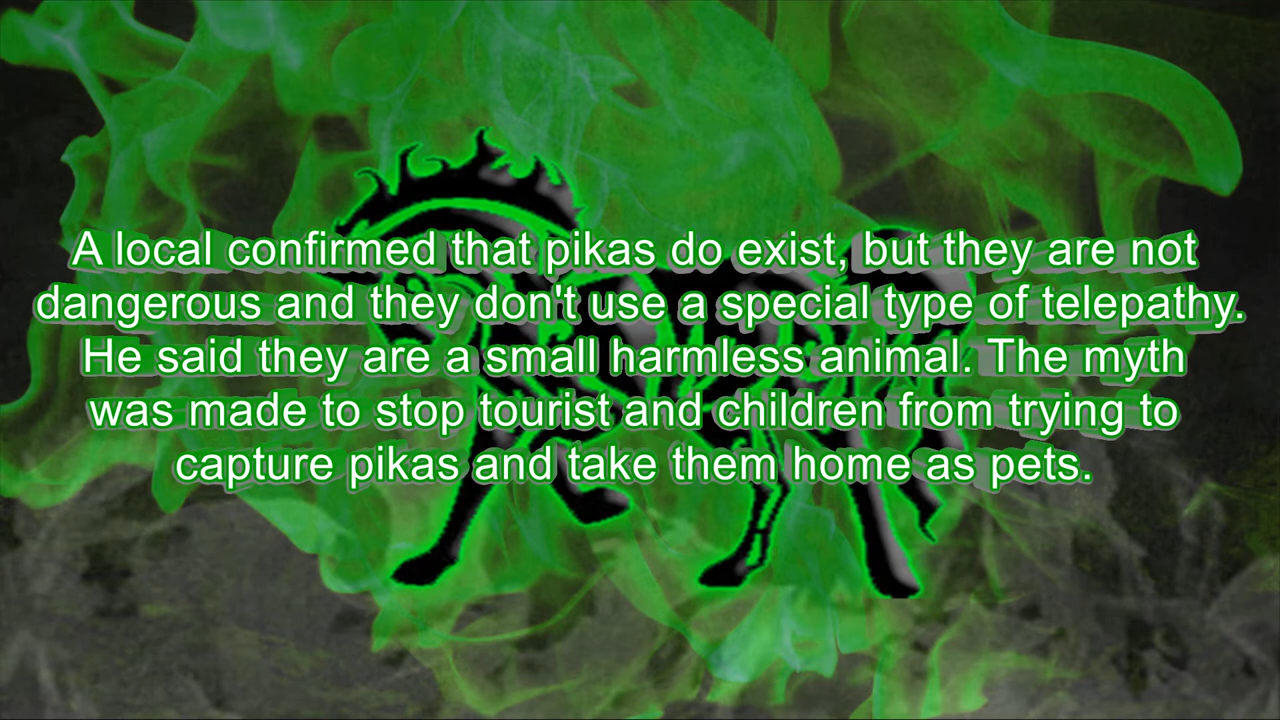 A local confirmed that pikas do exist, but they are not
dangerous and they don't use a special type of telepathy.
He said they are a small harmless animal. The myth
was made to stop tourist and children from trying to
capture pikas and take them home as pets.